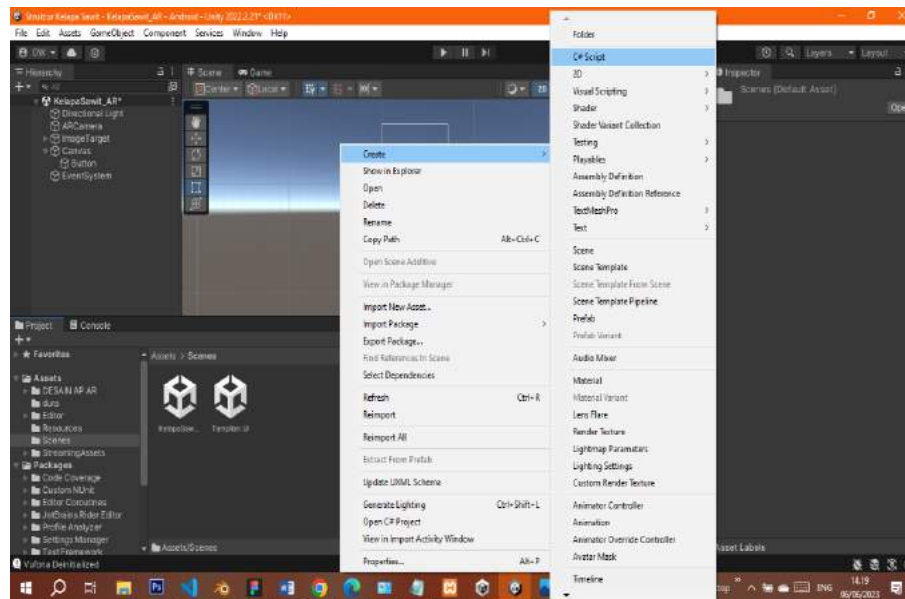 Struktur Kelapa Sawit - KelapaSawit_AR - Android - Unity 2022.2.21* <DX11>
File Edit Assets GameObject Component Services Window Help
DW
Layers Layout
Hierarchy
Scene Game
Inspector
All
Center Local
2D
Scenes (Default Asset)
Open
KelapaSawit_AR*
Directional Light
ARCamera
ImageTarget
Canvas
Button
EventSystem
Create
Show in Explorer
Open
Delete
Rename
Copy Path Alt+Ctrl+C
Open Scene Additive
View in Package Manager
Import New Asset...
Import Package
Export Package...
Find References In Scene
Select Dependencies
Refresh Ctrl+R
Reimport
Reimport All
Extract From Prefab
Update UXML Schema
Generate Lighting Ctrl+Shift+L
Open C# Project
View in Import Activity Window
Properties... Alt+P
Folder
C# Script
2D
Visual Scripting
Shader
Shader Variant Collection
Testing
Playables
Assembly Definition
Assembly Definition Reference
TextMeshPro
Text
Scene
Scene Template
Scene Template From Scene
Scene Template Pipeline
Prefab
Prefab Variant
Audio Mixer
Material
Material Variant
Lens Flare
Render Texture
Lightmap Parameters
Lighting Settings
Custom Render Texture
Animator Controller
Animation
Animator Override Controller
Avatar Mask
Timeline
Project Console
Favorites
Assets > Scenes
Assets
DESAIN AP AR
Editor
Resources
Scenes
StreamingAssets
Packages
Code Coverage
Custom NUnit
Editor Coroutines
JetBrains Rider Editor
Profile Analyzer
Settings Manager
Test Framework
KelapaSaw...
Tampilan UI
Assets/Scenes
Asset Labels
Vuforia Deinitialized
ENG
14.19
06/06/2023